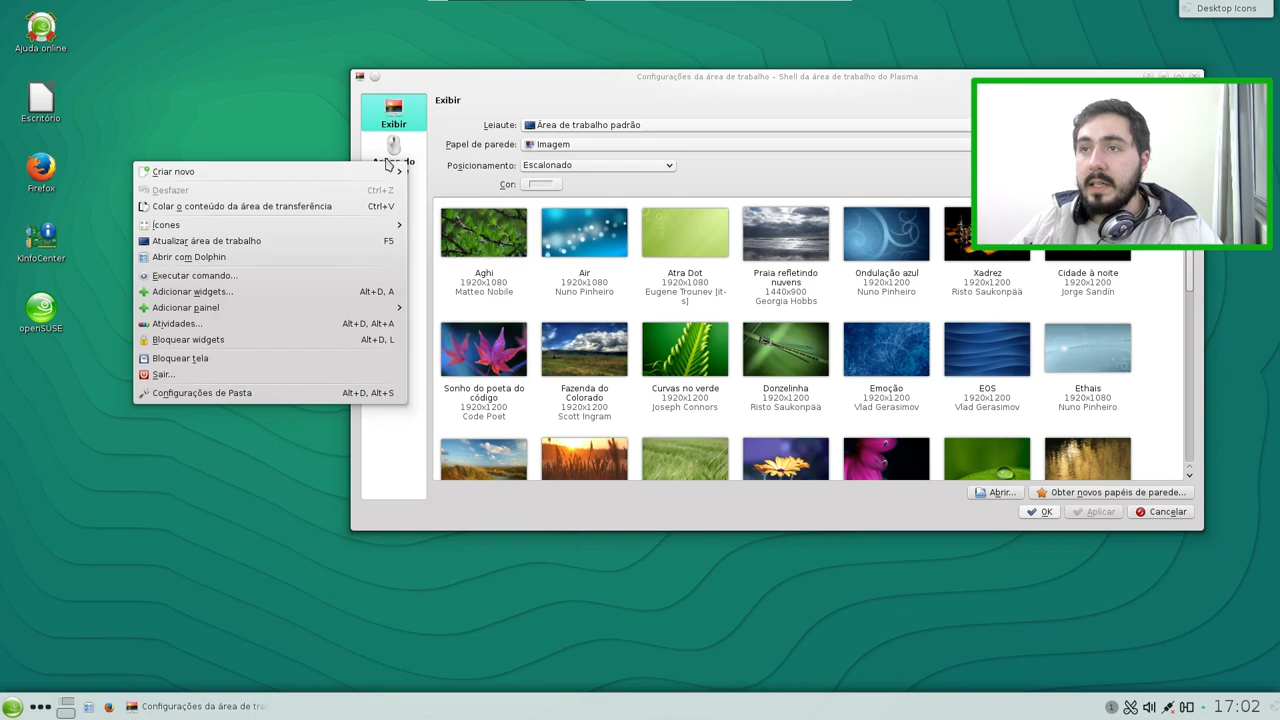 Desktop Icons
Ajuda online
Escritório
Firefox
KInfoCenter
openSUSE
Configurações da área de trabalho – Shell da área de trabalho do Plasma
Exibir
Exibir
Leiaute: Área de trabalho padrão
Papel de parede: Imagem
Posicionamento: Escalonado
Cor:
Criar novo
Desfazer Ctrl+Z
Colar o conteúdo da área de transferência Ctrl+V
Ícones
Atualizar área de trabalho F5
Abrir com Dolphin
Executar comando...
Adicionar widgets... Alt+D, A
Adicionar painel
Atividades... Alt+D, Alt+A
Bloquear widgets Alt+D, L
Bloquear tela
Sair...
Configurações de Pasta Alt+D, Alt+S
Aghi
1920x1080
Matteo Nobile
Air
1920x1200
Nuno Pinheiro
Atra Dot
1920x1080
Eugene Trounev [it-
s]
Praia refletindo
nuvens
1440x900
Georgia Hobbs
Ondulação azul
1920x1200
Nuno Pinheiro
Xadrez
1920x1200
Risto Saukonpää
Cidade à noite
1920x1200
Jorge Sandín
Sonho do poeta do
código
1920x1200
Code Poet
Fazenda do
Colorado
1920x1200
Scott Ingram
Curvas no verde
1920x1200
Joseph Connors
Donzelinha
1920x1200
Risto Saukonpää
Emoção
1920x1200
Vlad Gerasimov
EOS
1920x1200
Vlad Gerasimov
Ethais
1920x1080
Nuno Pinheiro
Abrir...
Obter novos papéis de parede...
OK
Aplicar
Cancelar
Configurações da área de tra
1
17:02